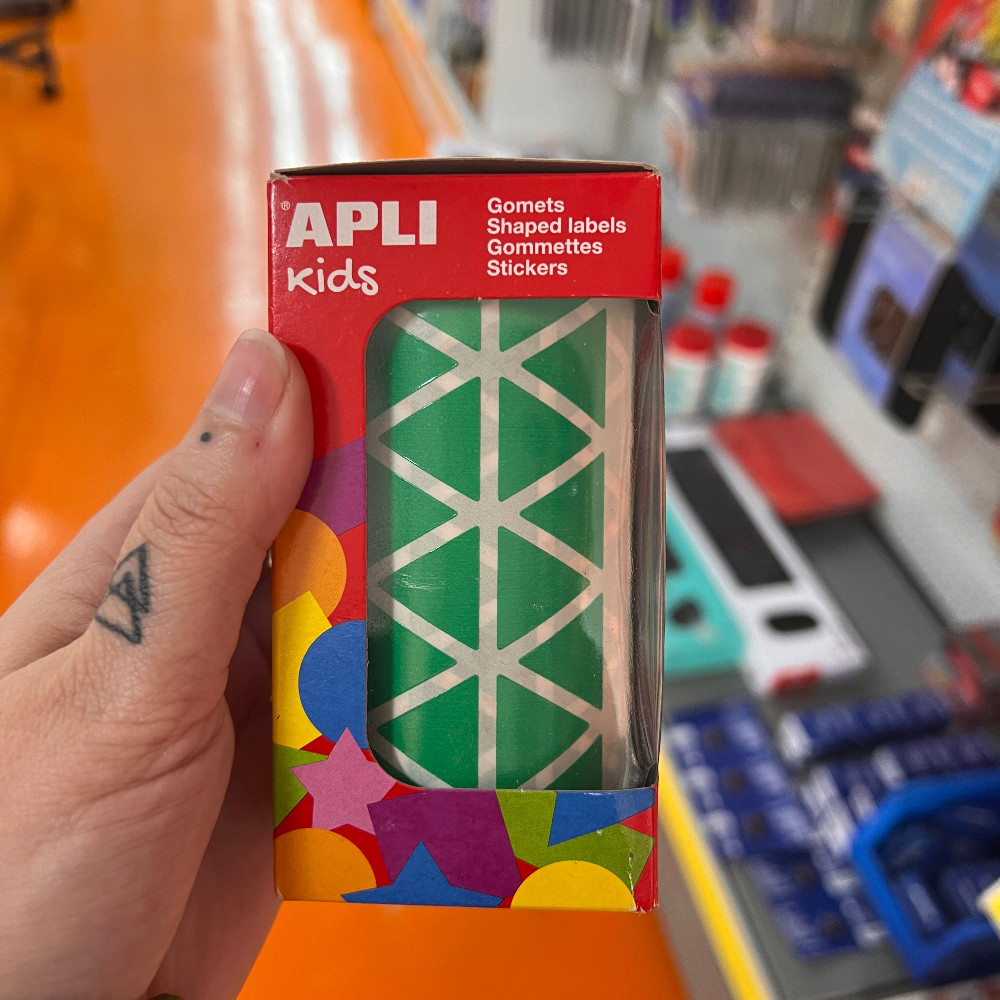 ® APLI
kids
Gomets
Shaped labels
Gommettes
Stickers